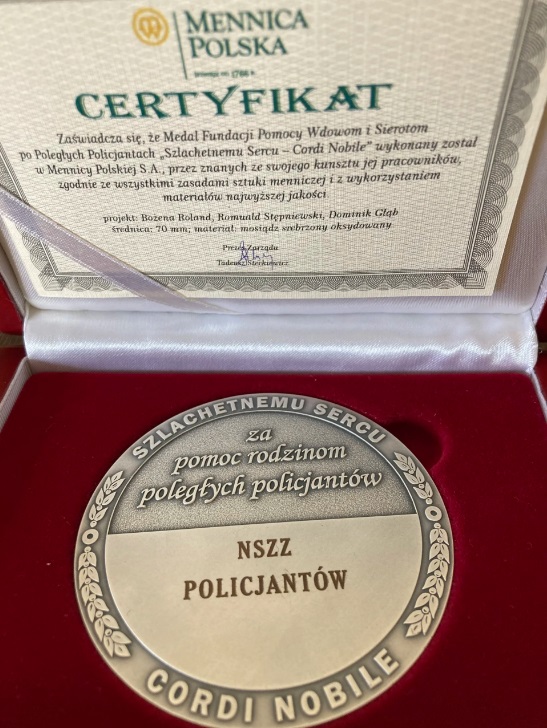 MENNICA
POLSKA
CERTYFIKAT
Zaświadcza się, że Medal Fundacji Pomocy Wdowom i Sierotom
po Poległych Policjantach „Szlachetnemu Sercu – Cordi Nobile” wykonany został
w Mennicy Polskiej S.A., przez znanych ze swojego kunsztu jej pracowników,
zgodnie ze wszystkimi zasadami sztuki menniczej i z wykorzystaniem
materiałów najwyższej jakości
projekt: Bożena Roland, Romuald Stępniewski, Dominik Głąb
średnica: 70 mm; materiał: mosiądz srebrzony oksydowany
Prezes Zarządu
Tadeusz Steckiewicz
SZLACHETNEMU SERCU
za
pomoc rodzinom
poległych policjantów
NSZZ
POLICJANTÓW
CORDI NOBILE